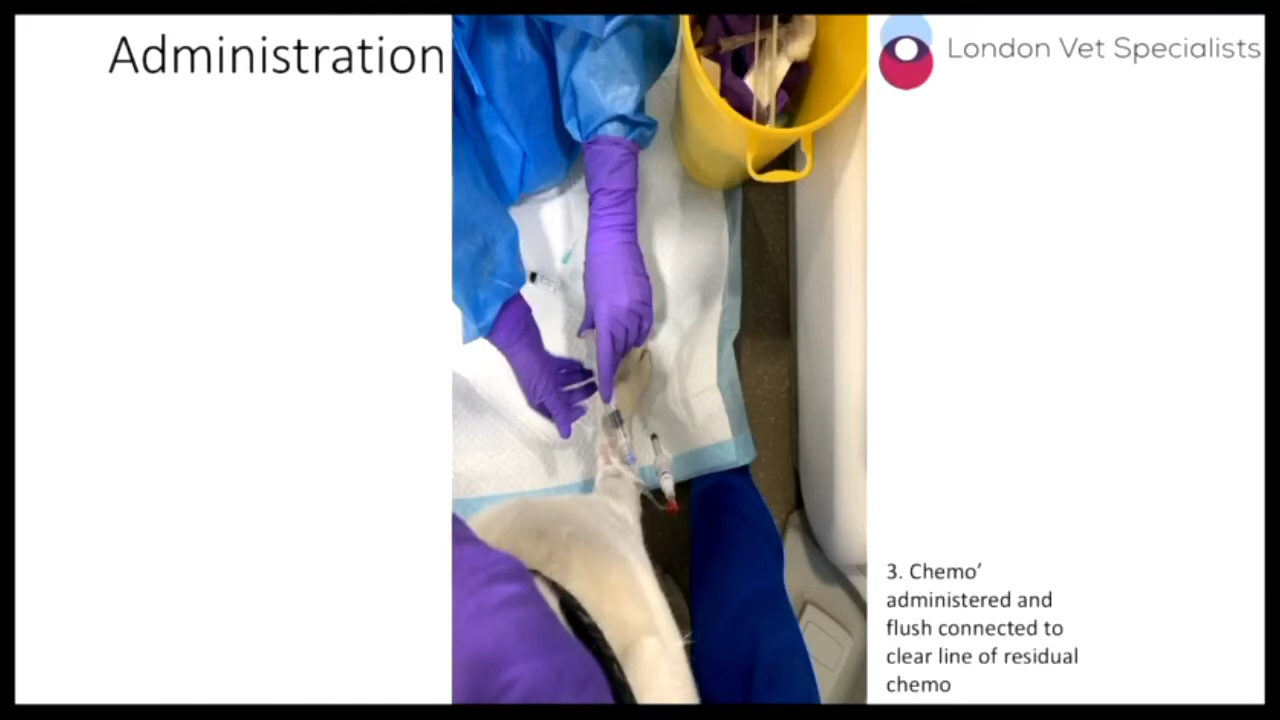 Administration
London Vet Specialists
3. Chemo’
administered and
flush connected to
clear line of residual
chemo